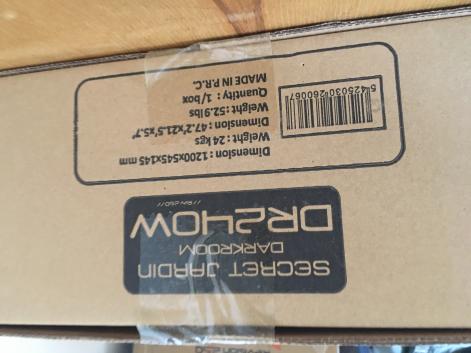 SECRET JARDIN
DARKROOM
DR240W
Dimension : 1200x545x145 mm
Weight : 24 kgs
Dimension : 47.2"x21.5"x5.7"
Weight : 52.9 lbs
Quantity : 1/box
MADE IN P.R.C.
5425030260067